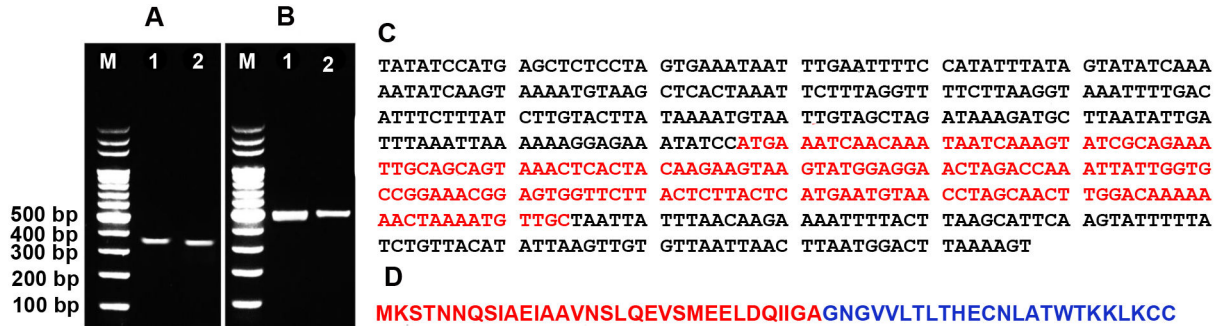 A
B
M 1 2
M 1 2
500 bp
400 bp
300 bp
200 bp
100 bp
C
TATATCCATG AGCTCTCCTA GTGAAATAAT TTGAATTTTC CATATTTATA GTATATCAAA
AATATCAAGT AAAATGTAAG CTCACTAAAT TCTTTAGGTT TTCTTAAGGT AAATTTTGAC
ATTTCTTTAT CTTGTACTTA TAAAATGTAA TTGTAGCTAG ATAAAGATGC TTAATATTGA
TTTAAATTAA AAAAGGAGAA AATATCCATGA AATCAACAAA TAATCAAAGT ATCGCAGAAA
TTGCAGCAGT AAACTCACTA CAAGAAGTAA GTATGGAGGA ACTAGACCAA ATTATTGGTG
CCGGAAACGG AGTGGTTCTT ACTCTTACTC ATGAATGTAA CCTAGCAACT TGGACAAAAA
AACTAAAATG TTGCTAATTA TTTAACAAGA AAATTTTACT TAAGCATTCA AGTATTTTTA
TCTGTTACAT ATTAAGTTGT GTTAATTAAC TTAATGGACT TAAAAGT
D
MKSTNNQSIAEIAAVNSLQEVSMEELDQIIGAGNGVVLTLTHECNLATWTKKLKCC